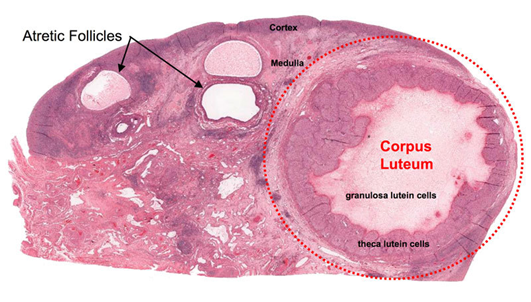 Atretic Follicles
Cortex
Medulla
Corpus
Luteum
granulosa lutein cells
theca lutein cells